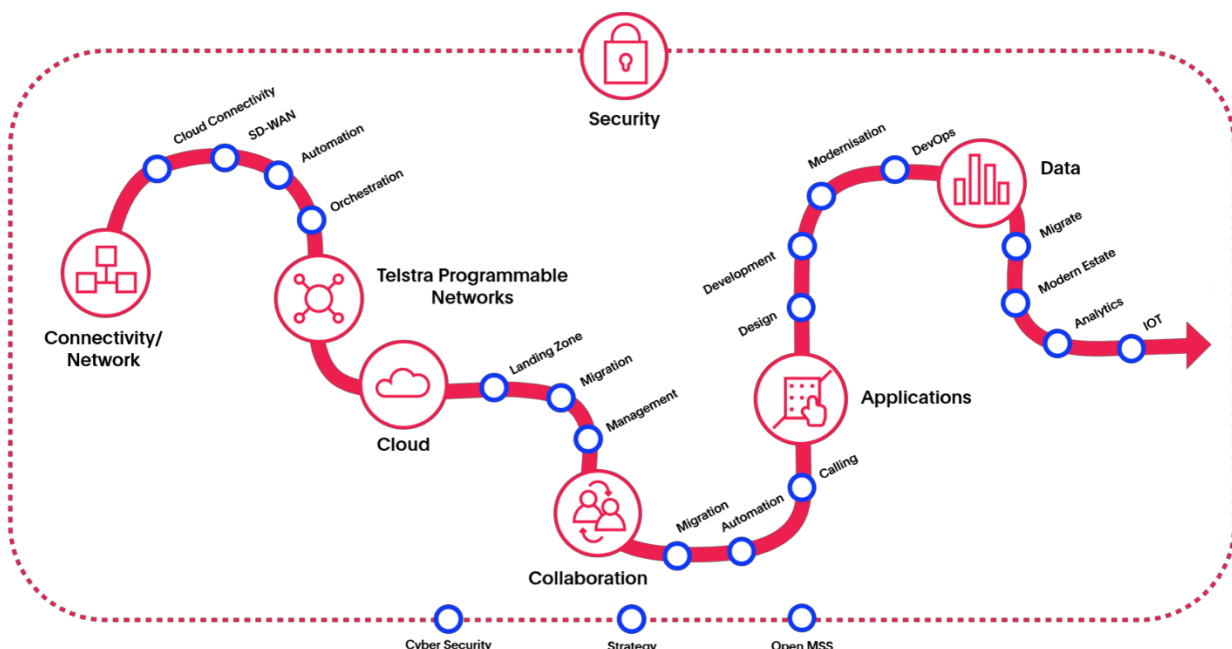 Security
Cloud Connectivity
SD-WAN
Automation
Orchestration
Connectivity/
Network
Telstra Programmable
Networks
Cloud
Landing Zone
Migration
Management
Collaboration
Migration
Automation
Calling
Applications
Design
Development
Modernisation
DevOps
Data
Migrate
Modern Estate
Analytics
IOT
Cyber Security
Strategy
Open MSS